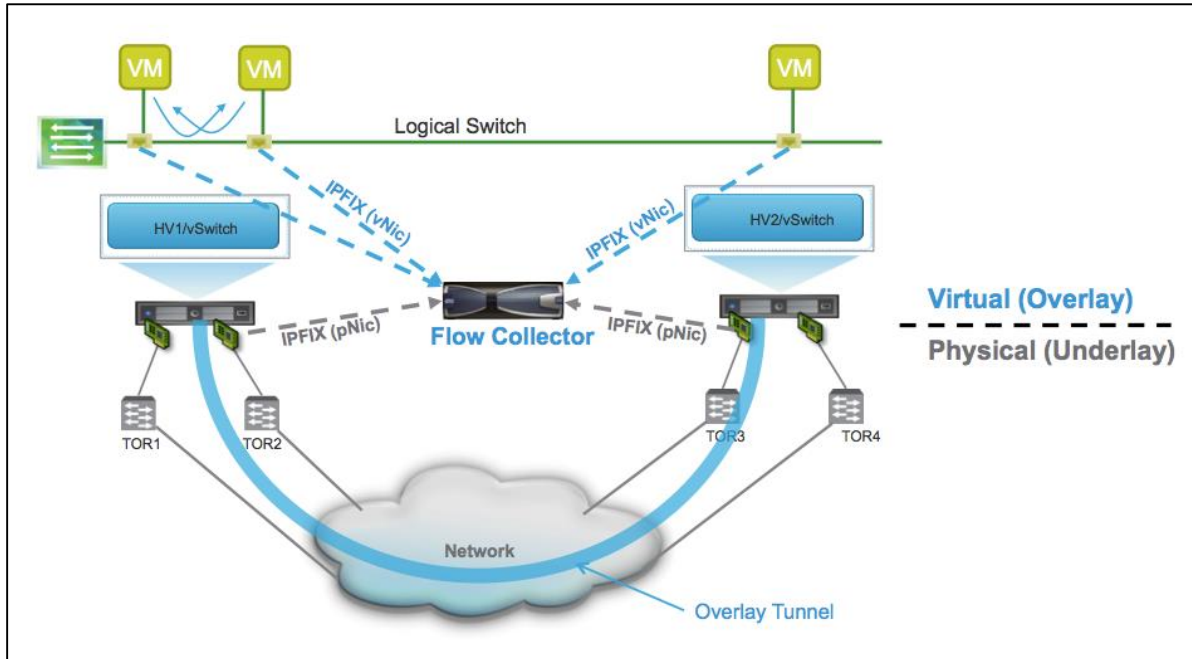 VM
VM
VM
Logical Switch
IPFIX (vNic)
IPFIX (vNic)
HV1/vSwitch
HV2/vSwitch
IPFIX (pNic)
Flow Collector
IPFIX (pNic)
Virtual (Overlay)
Physical (Underlay)
TOR1
TOR2
TOR3
TOR4
Network
Overlay Tunnel